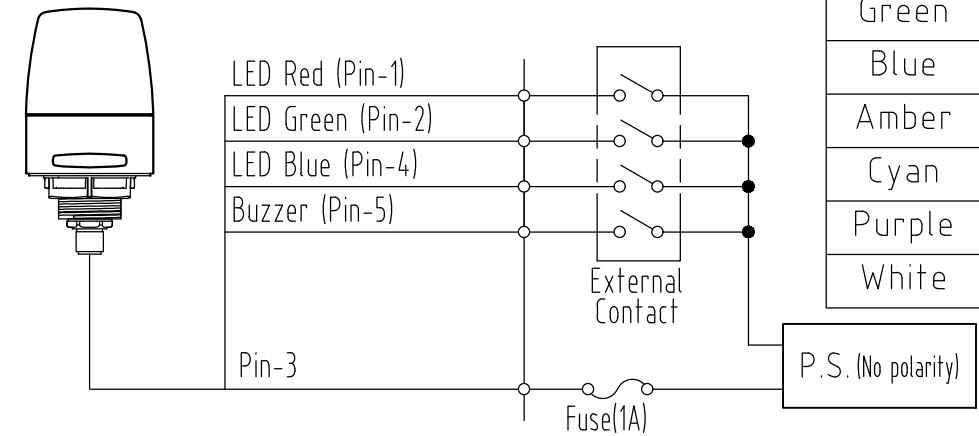 LED Red (Pin-1)
LED Green (Pin-2)
LED Blue (Pin-4)
Buzzer (Pin-5)
Pin-3
External
Contact
Fuse(1A)
P.S. (No polarity)
Green
Blue
Amber
Cyan
Purple
White